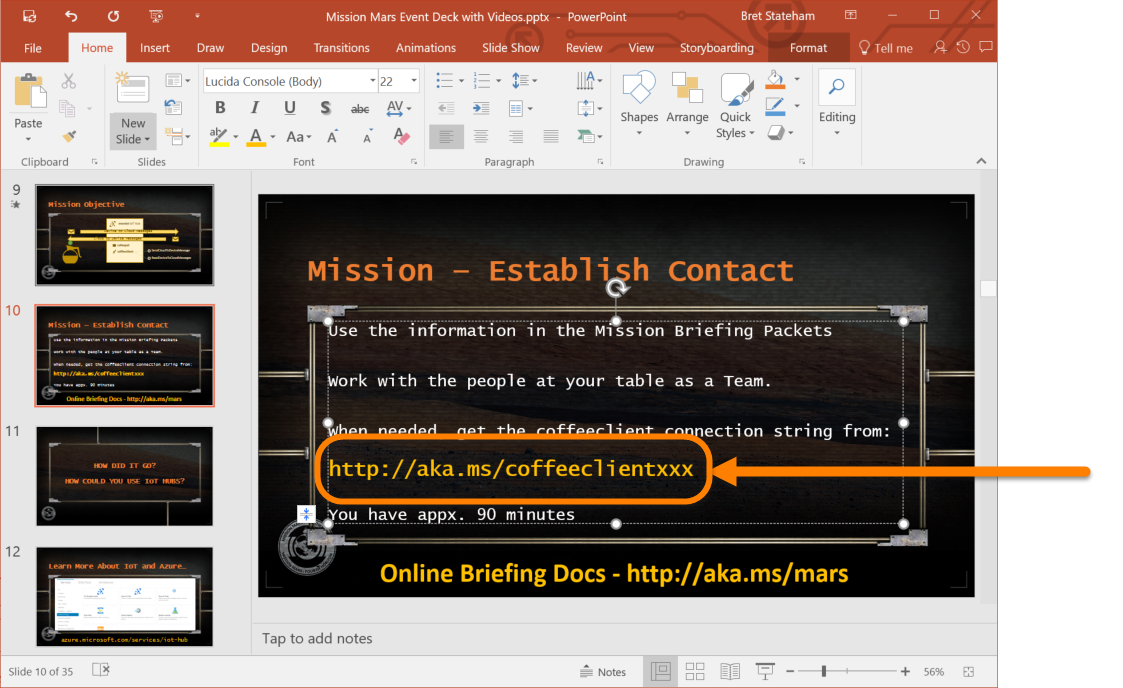 Mission Mars Event Deck with Videos.pptx - PowerPoint
Bret Stateham
File Home Insert Draw Design Transitions Animations Slide Show Review View Storyboarding Format Tell me
Lucida Console (Body) 22
Paste
New
Slide
B I U S abc AV
ab A Aa A A A
Shapes Arrange Quick
Styles
Editing
Clipboard Slides Font Paragraph Drawing
9
Mission Objective
10
Mission – Establish Contact
Use the information in the Mission Briefing Packets
Work with the people at your table as a Team.
When needed, get the coffeeclient connection string from:
http://aka.ms/coffeeclientxxx
You have appx. 90 minutes
Online Briefing Docs - http://aka.ms/mars
11
HOW DID IT GO?
HOW COULD YOU USE IOT HUBS?
12
Learn More About IoT and Azure…
azure.microsoft.com/services/iot-hub
Mission – Establish Contact
Use the information in the Mission Briefing Packets
Work with the people at your table as a Team.
When needed, get the coffeeclient connection string from:
http://aka.ms/coffeeclientxxx
You have appx. 90 minutes
Online Briefing Docs - http://aka.ms/mars
Tap to add notes
Slide 10 of 35
Notes
56%